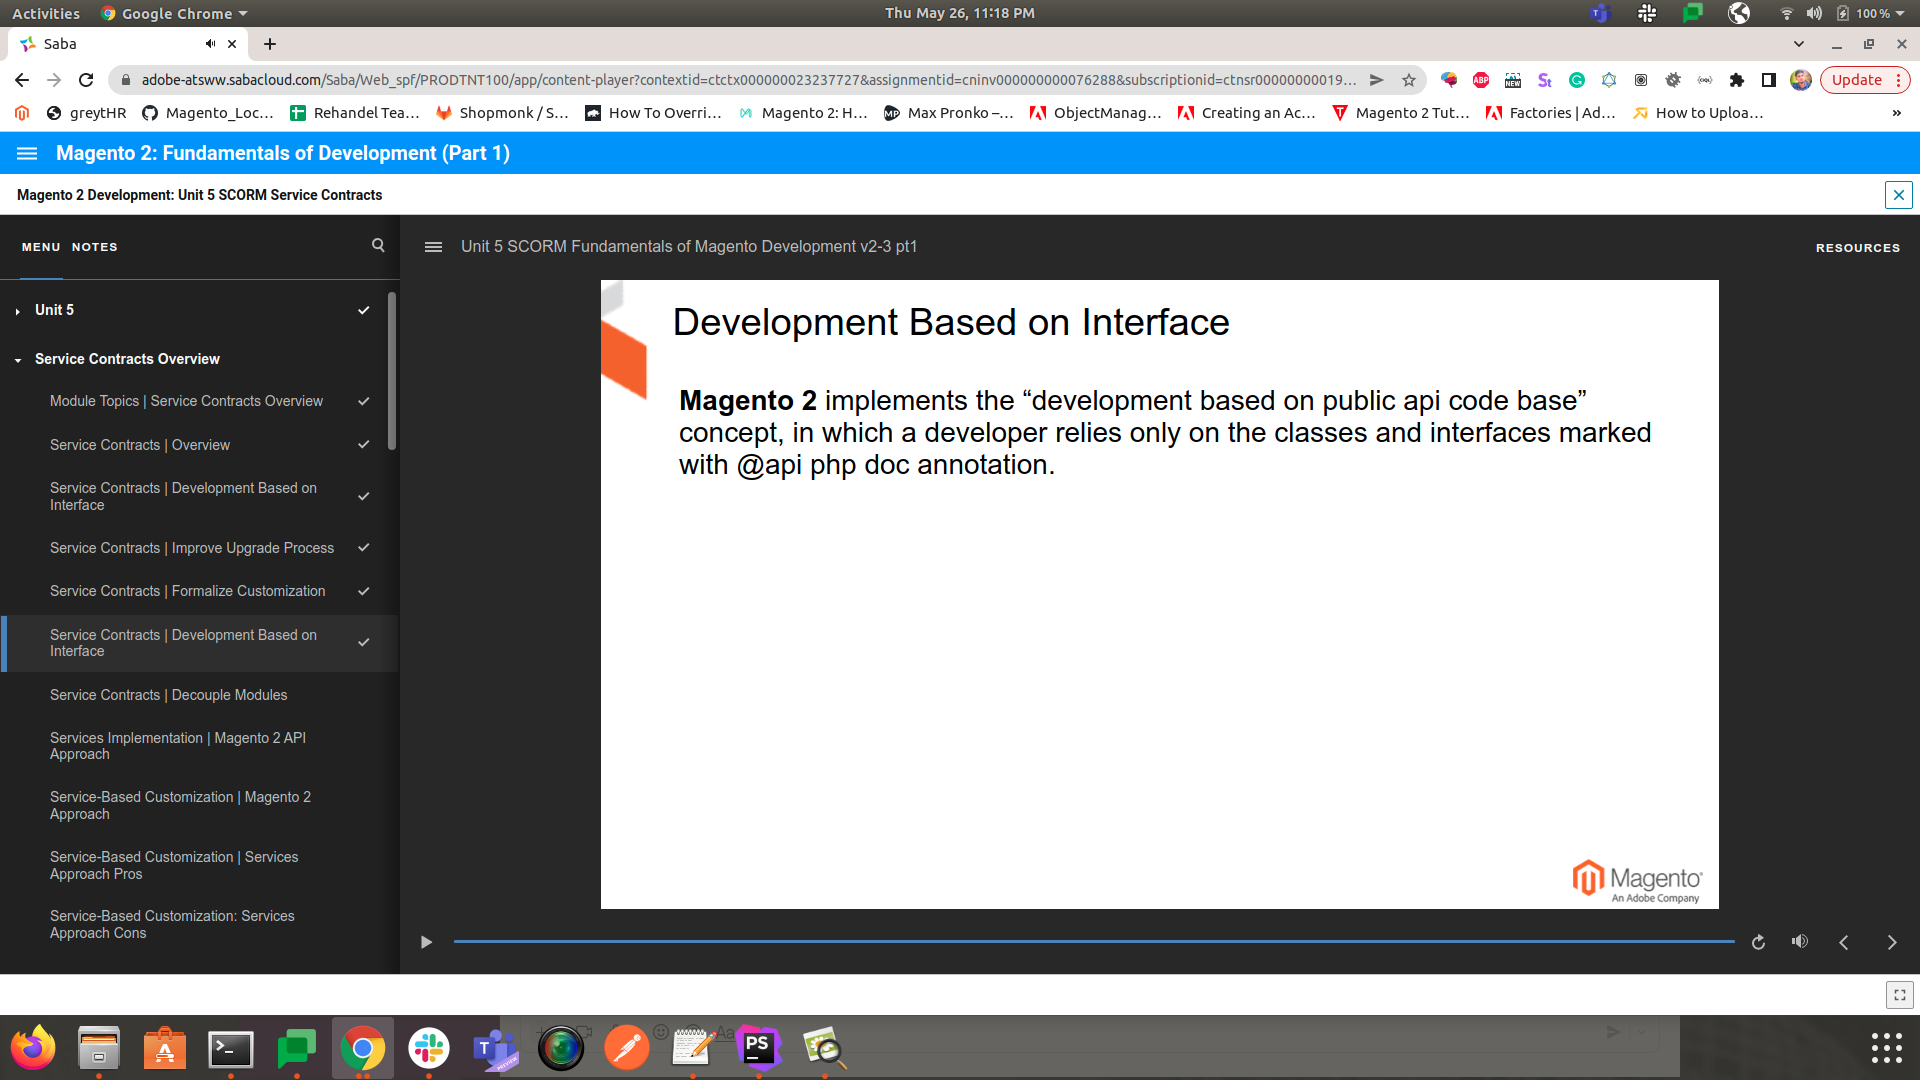 Activities
Google Chrome
Thu May 26, 11:18 PM
100 %
Saba
adobe-atsww.sabacloud.com/Saba/Web_spf/PRODTNT100/app/content-player?contextid=ctctx000000023237727&assignmentid=cninv000000000076288&subscriptionid=ctnsr00000000019...
ABP
NEW
St
Update
greytHR
Magento_Loc...
Rehandel Tea...
Shopmonk / S...
How To Overri...
Magento 2: H...
Max Pronko –...
ObjectManag...
Creating an Ac...
Magento 2 Tut...
Factories | Ad...
How to Uploa...
»
Magento 2: Fundamentals of Development (Part 1)
Magento 2 Development: Unit 5 SCORM Service Contracts
MENU NOTES
Unit 5 SCORM Fundamentals of Magento Development v2-3 pt1
RESOURCES
Unit 5
Service Contracts Overview
Module Topics | Service Contracts Overview
Service Contracts | Overview
Service Contracts | Development Based on
Interface
Service Contracts | Improve Upgrade Process
Service Contracts | Formalize Customization
Service Contracts | Development Based on
Interface
Service Contracts | Decouple Modules
Services Implementation | Magento 2 API
Approach
Service-Based Customization | Magento 2
Approach
Service-Based Customization | Services
Approach Pros
Service-Based Customization: Services
Approach Cons
Development Based on Interface
Magento 2 implements the “development based on public api code base”
concept, in which a developer relies only on the classes and interfaces marked
with @api php doc annotation.
Magento
An Adobe Company
PS